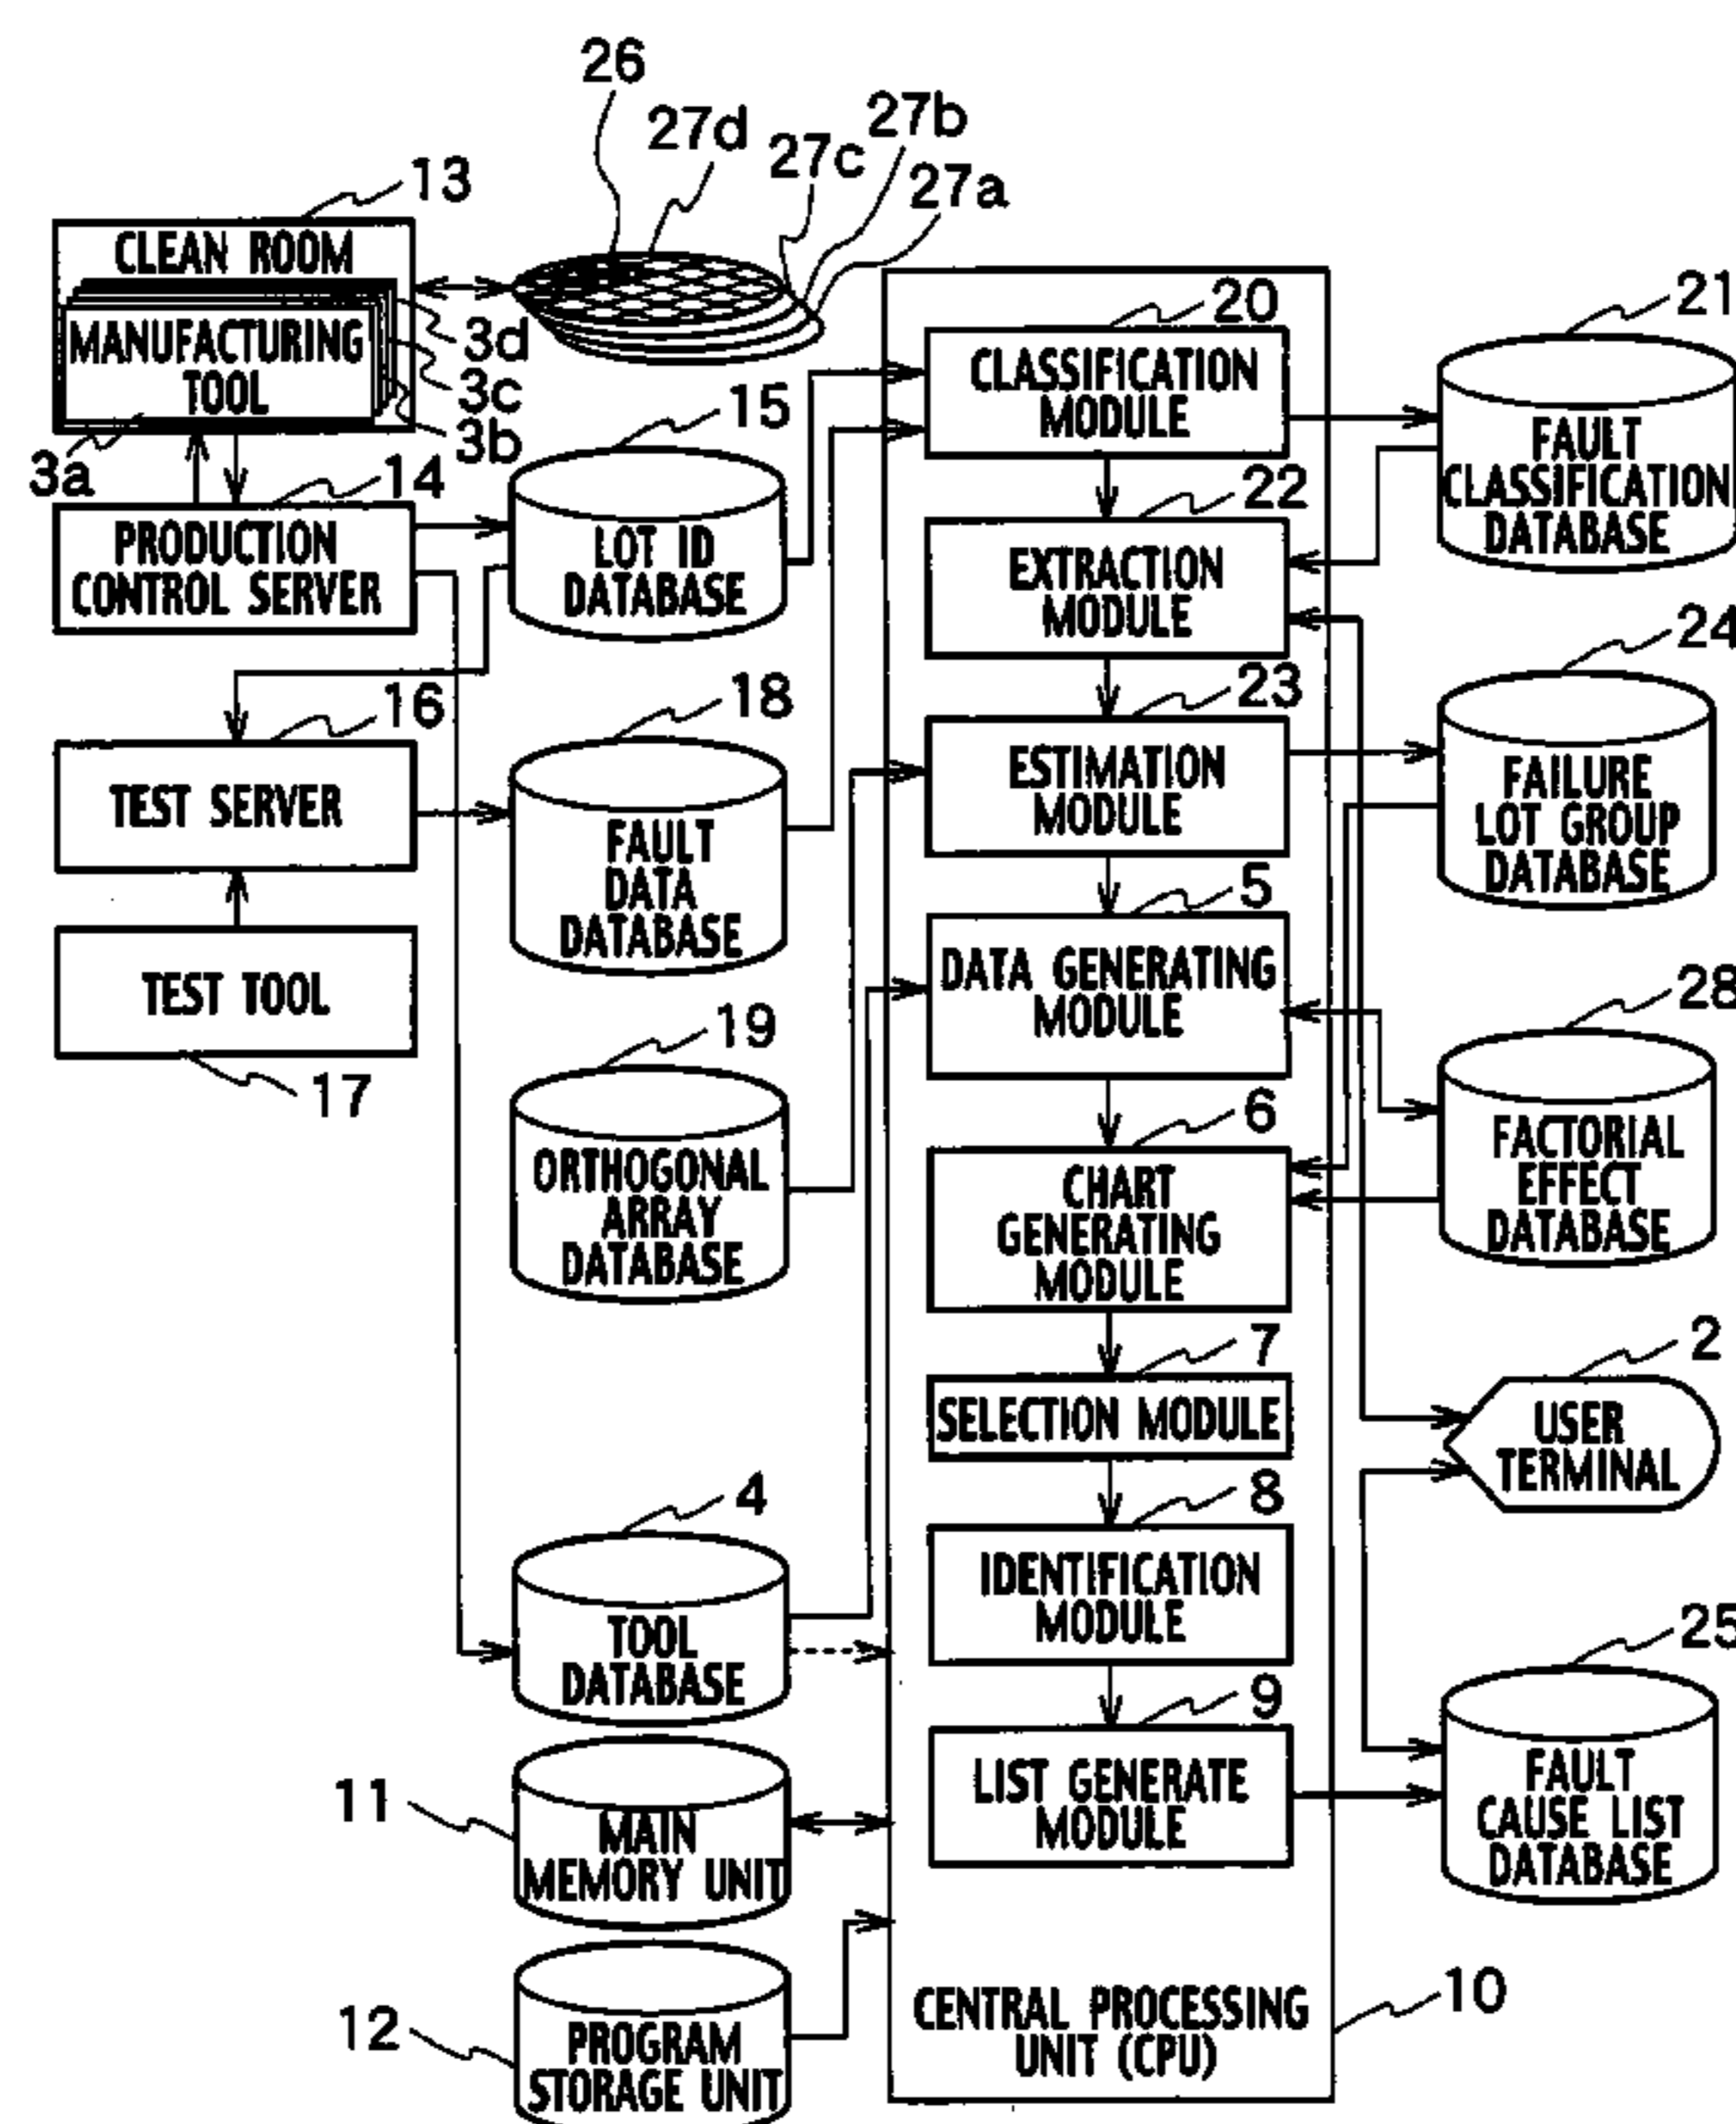 26
27d
27c
27b
27a
13
CLEAN ROOM
MANUFACTURING
TOOL
3d
3c
3b
3a
14
PRODUCTION
CONTROL SERVER
15
LOT ID
DATABASE
16
TEST SERVER
18
FAULT
DATA
DATABASE
TEST TOOL
17
19
ORTHOGONAL
ARRAY
DATABASE
4
TOOL
DATABASE
11
MAIN
MEMORY UNIT
12
PROGRAM
STORAGE UNIT
20
CLASSIFICATION
MODULE
22
EXTRACTION
MODULE
23
ESTIMATION
MODULE
5
DATA GENERATING
MODULE
6
CHART
GENERATING
MODULE
7
SELECTION MODULE
8
IDENTIFICATION
MODULE
9
LIST GENERATE
MODULE
CENTRAL PROCESSING
UNIT (CPU)
10
21
FAULT
CLASSIFICATION
DATABASE
24
FAILURE
LOT GROUP
DATABASE
28
FACTORIAL
EFFECT
DATABASE
2
USER
TERMINAL
25
FAULT
CAUSE LIST
DATABASE